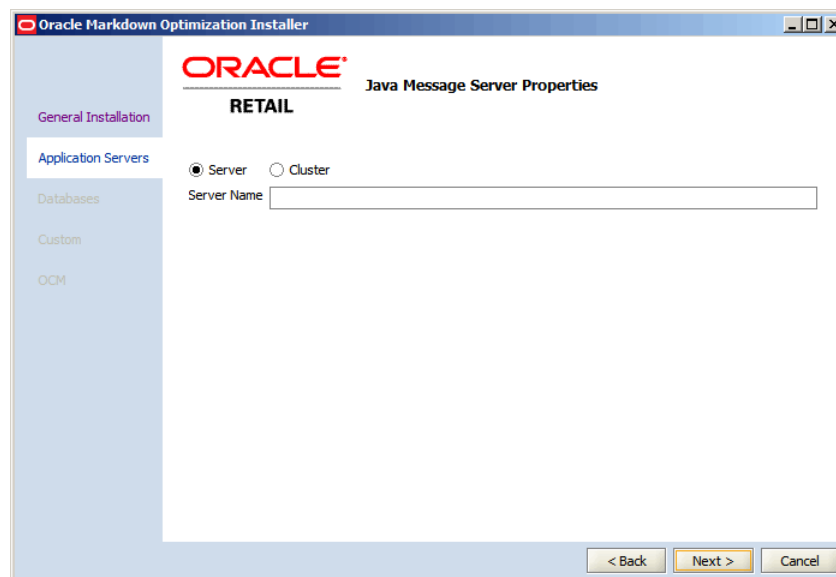 Oracle Markdown Optimization Installer
ORACLE®
RETAIL
Java Message Server Properties
General Installation
Application Servers
Databases
Custom
OCM
Server
Cluster
Server Name
< Back
Next >
Cancel